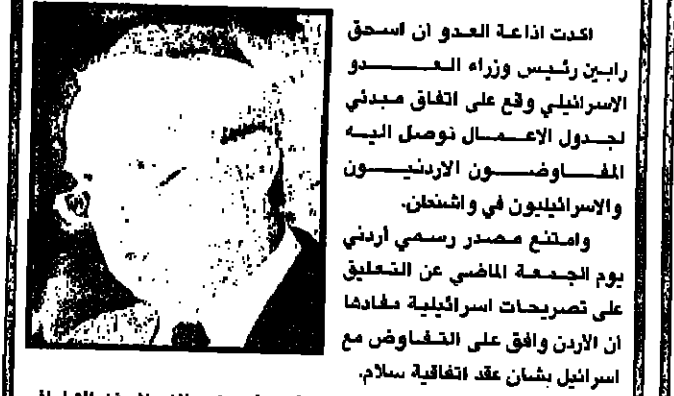 اكدت اذاعة العدو ان اسحق
رابين رئيس وزراء العدو
الاسرائيلي وقع على اتفاق مبدئي
لجدول الاعمال توصل اليه
المفاوضون الاردنيون
والاسرائيليون في واشنطن.
وامتنع مصدر رسمي أردني
يوم الجمعة الماضي عن التعليق
على تصريحات اسرائيلية مفادها
أن الاردن وافق على التفاوض مع
اسرائيل بشان عقد اتفاقية سلام.